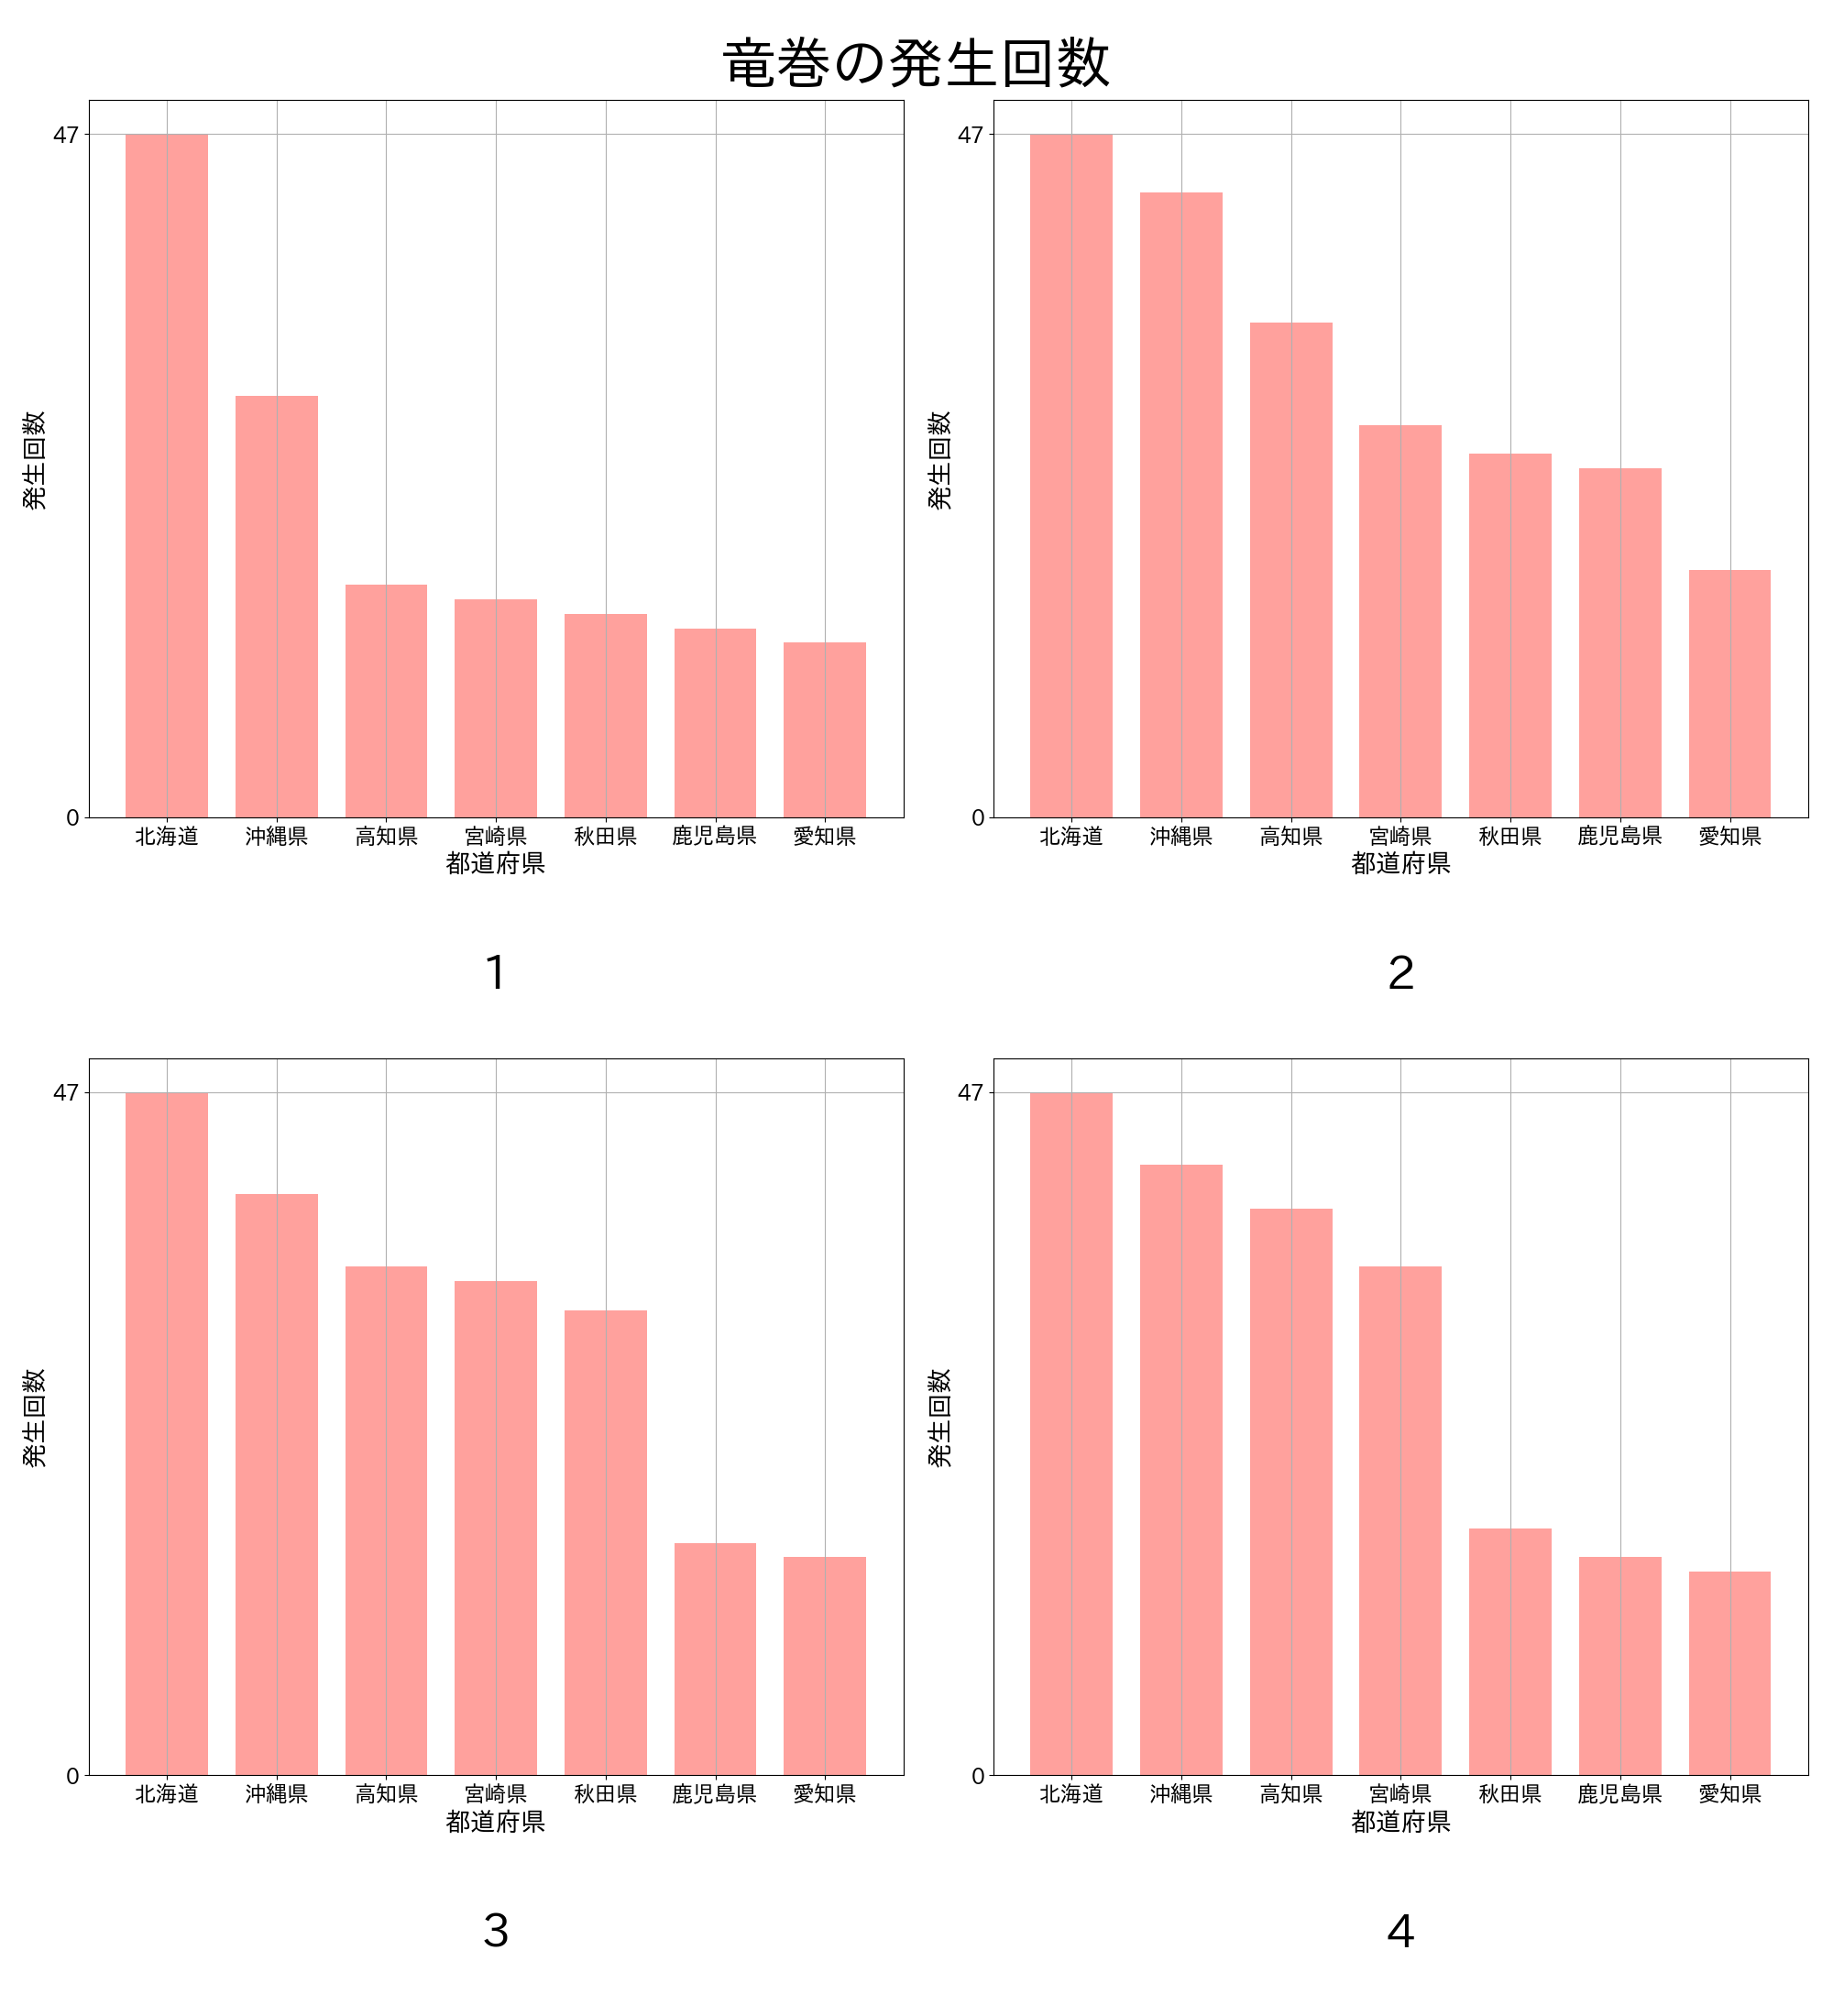 竜巻の発生回数
47
0
発生回数
北海道 沖縄県 高知県 宮崎県 秋田県 鹿児島県 愛知県
都道府県
1
47
0
発生回数
北海道 沖縄県 高知県 宮崎県 秋田県 鹿児島県 愛知県
都道府県
2
47
0
発生回数
北海道 沖縄県 高知県 宮崎県 秋田県 鹿児島県 愛知県
都道府県
3
47
0
発生回数
北海道 沖縄県 高知県 宮崎県 秋田県 鹿児島県 愛知県
都道府県
4